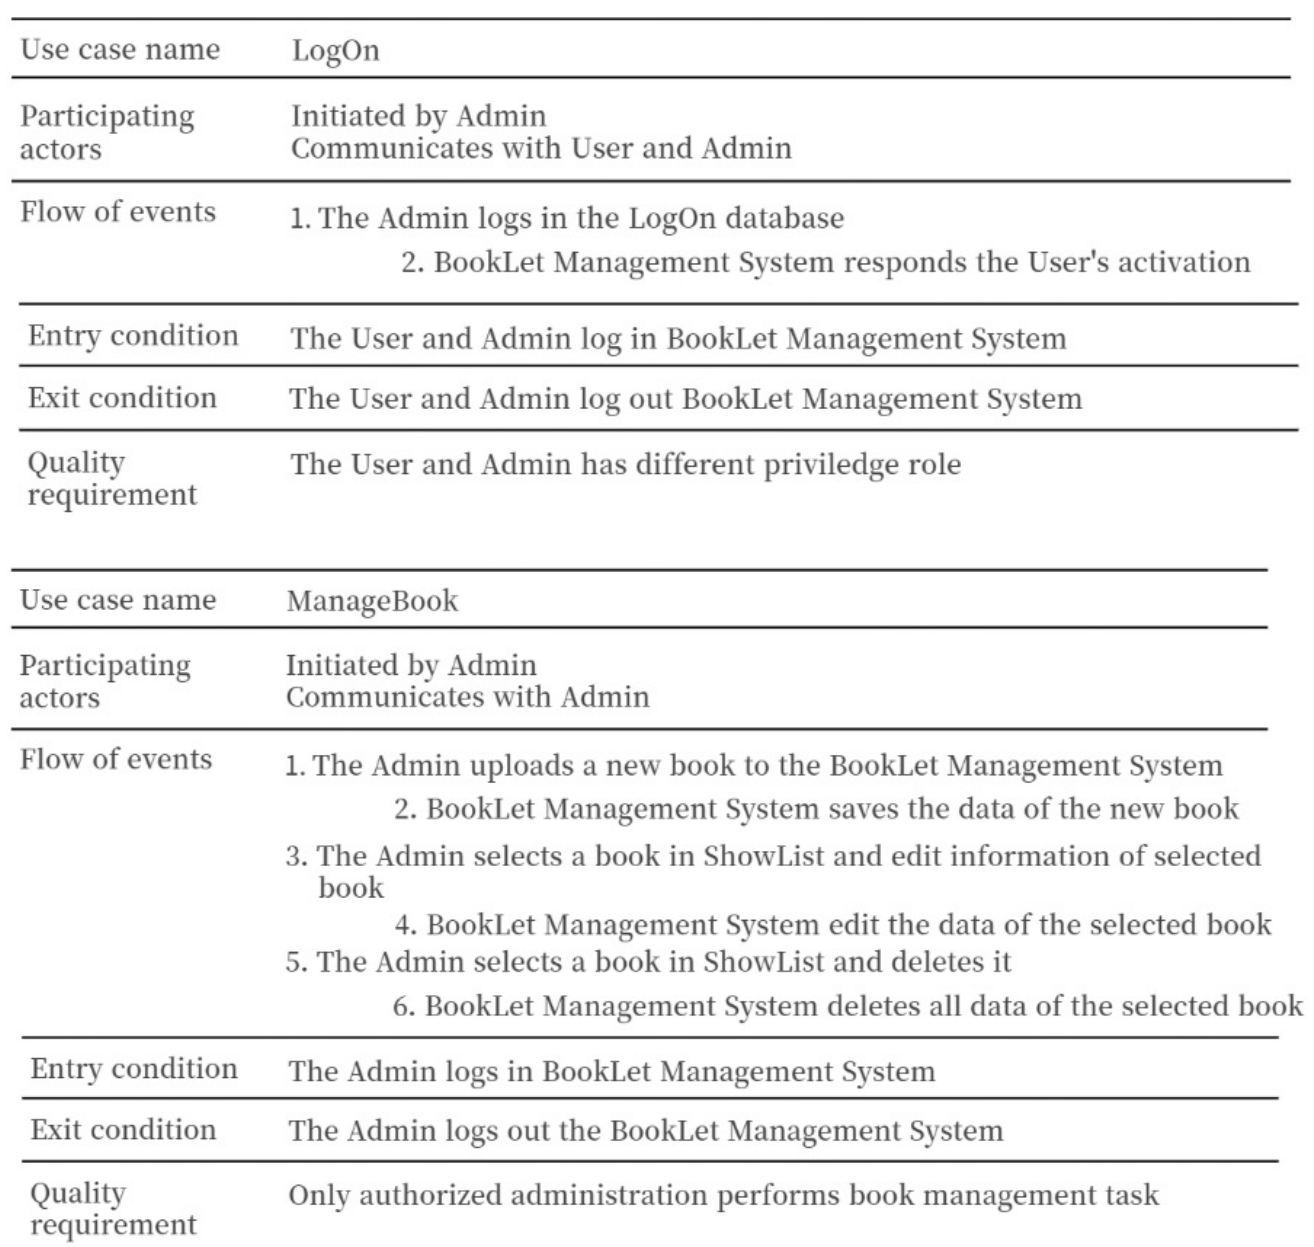 Use case name LogOn
Participating actors Initiated by Admin
Communicates with User and Admin
Flow of events 1. The Admin logs in the LogOn database
2. BookLet Management System responds the User's activation
Entry condition The User and Admin log in BookLet Management System
Exit condition The User and Admin log out BookLet Management System
Quality requirement The User and Admin has different priviledge role
Use case name ManageBook
Participating actors Initiated by Admin
Communicates with Admin
Flow of events 1. The Admin uploads a new book to the BookLet Management System
2. BookLet Management System saves the data of the new book
3. The Admin selects a book in ShowList and edit information of selected
book
4. BookLet Management System edit the data of the selected book
5. The Admin selects a book in ShowList and deletes it
6. BookLet Management System deletes all data of the selected book
Entry condition The Admin logs in BookLet Management System
Exit condition The Admin logs out the BookLet Management System
Quality requirement Only authorized administration performs book management task